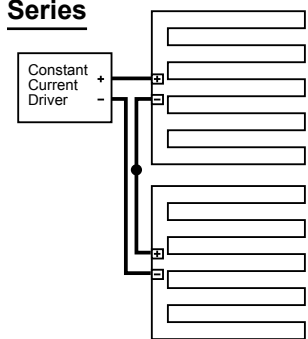 Series
Constant +
Current
Driver −
+
−
+
−